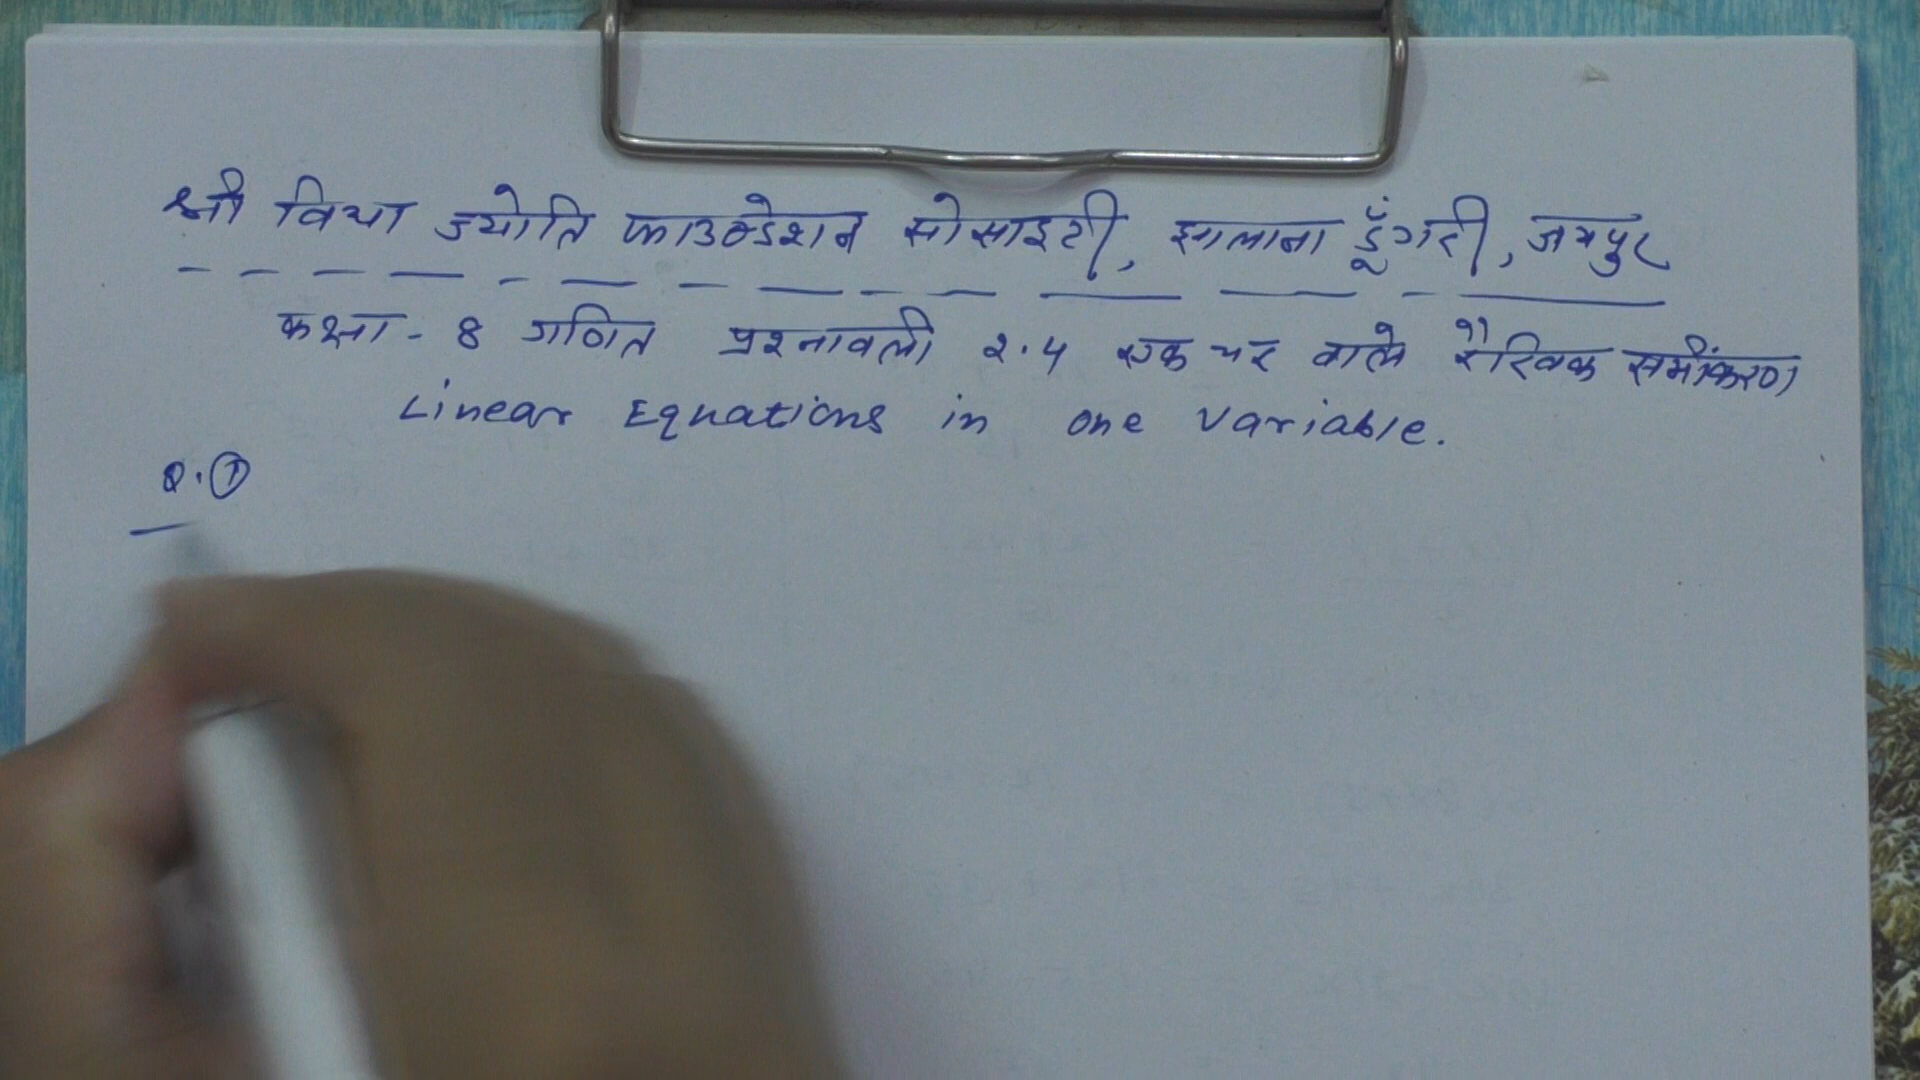 श्री विद्या ज्योति फाउण्डेशन सोसाइटी, झालाना डूँगरी, जयपुर
कक्षा - 8 गणित प्रश्नावली 2.4 एक चर वाले रैखिक समीकरण
Linear Equations in one variable.
Q.①